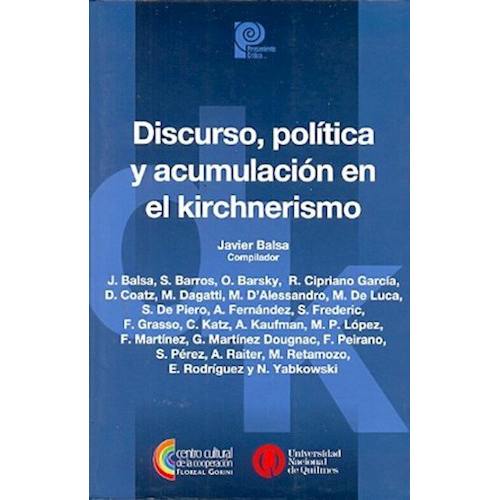 Pensamiento
Crítico
Discurso, política
y acumulación en
el kirchnerismo
Javier Balsa
Compilador
J. Balsa, S. Barros, O. Barsky, R. Cipriano García,
D. Coatz, M. Dagatti, M. D'Alessandro, M. De Luca,
S. De Piero, A. Fernández, S. Frederic,
F. Grasso, C. Katz, A. Kaufman, M. P. López,
F. Martínez, G. Martínez Dougnac, F. Peirano,
S. Pérez, A. Raiter, M. Retamozo,
E. Rodríguez y N. Yabkowski
centro cultural
de la cooperación
FLOREAL GORINI
Universidad
Nacional
de Quilmes